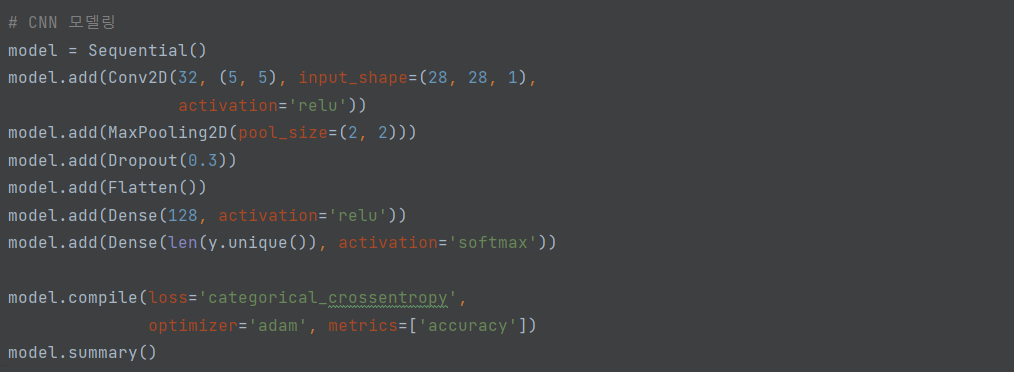 # CNN 모델링
model = Sequential()
model.add(Conv2D(32, (5, 5), input_shape=(28, 28, 1),
                 activation='relu'))
model.add(MaxPooling2D(pool_size=(2, 2)))
model.add(Dropout(0.3))
model.add(Flatten())
model.add(Dense(128, activation='relu'))
model.add(Dense(len(y.unique()), activation='softmax'))

model.compile(loss='categorical_crossentropy',
              optimizer='adam', metrics=['accuracy'])
model.summary()